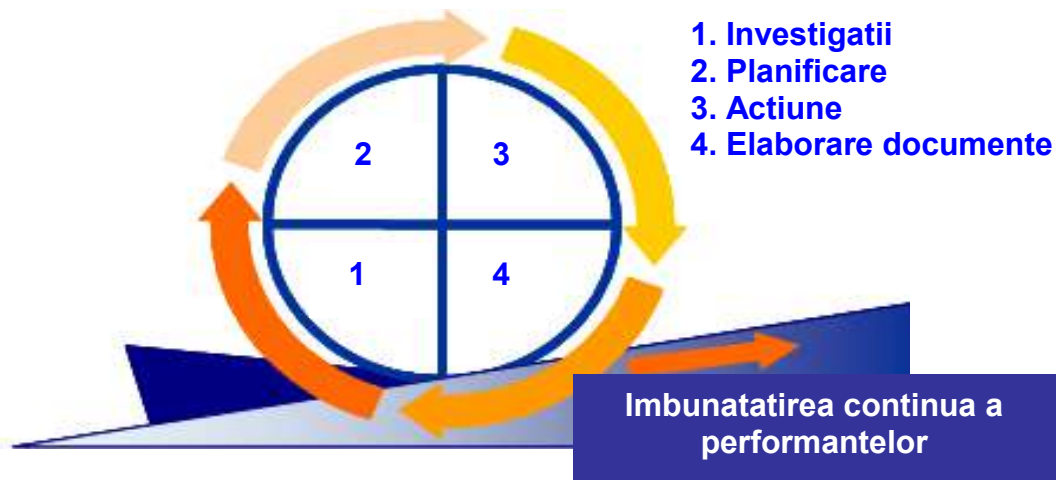 1. Investigatii
2. Planificare
3. Actiune
4. Elaborare documente
2
3
1
4
Imbunatatirea continua a
performantelor